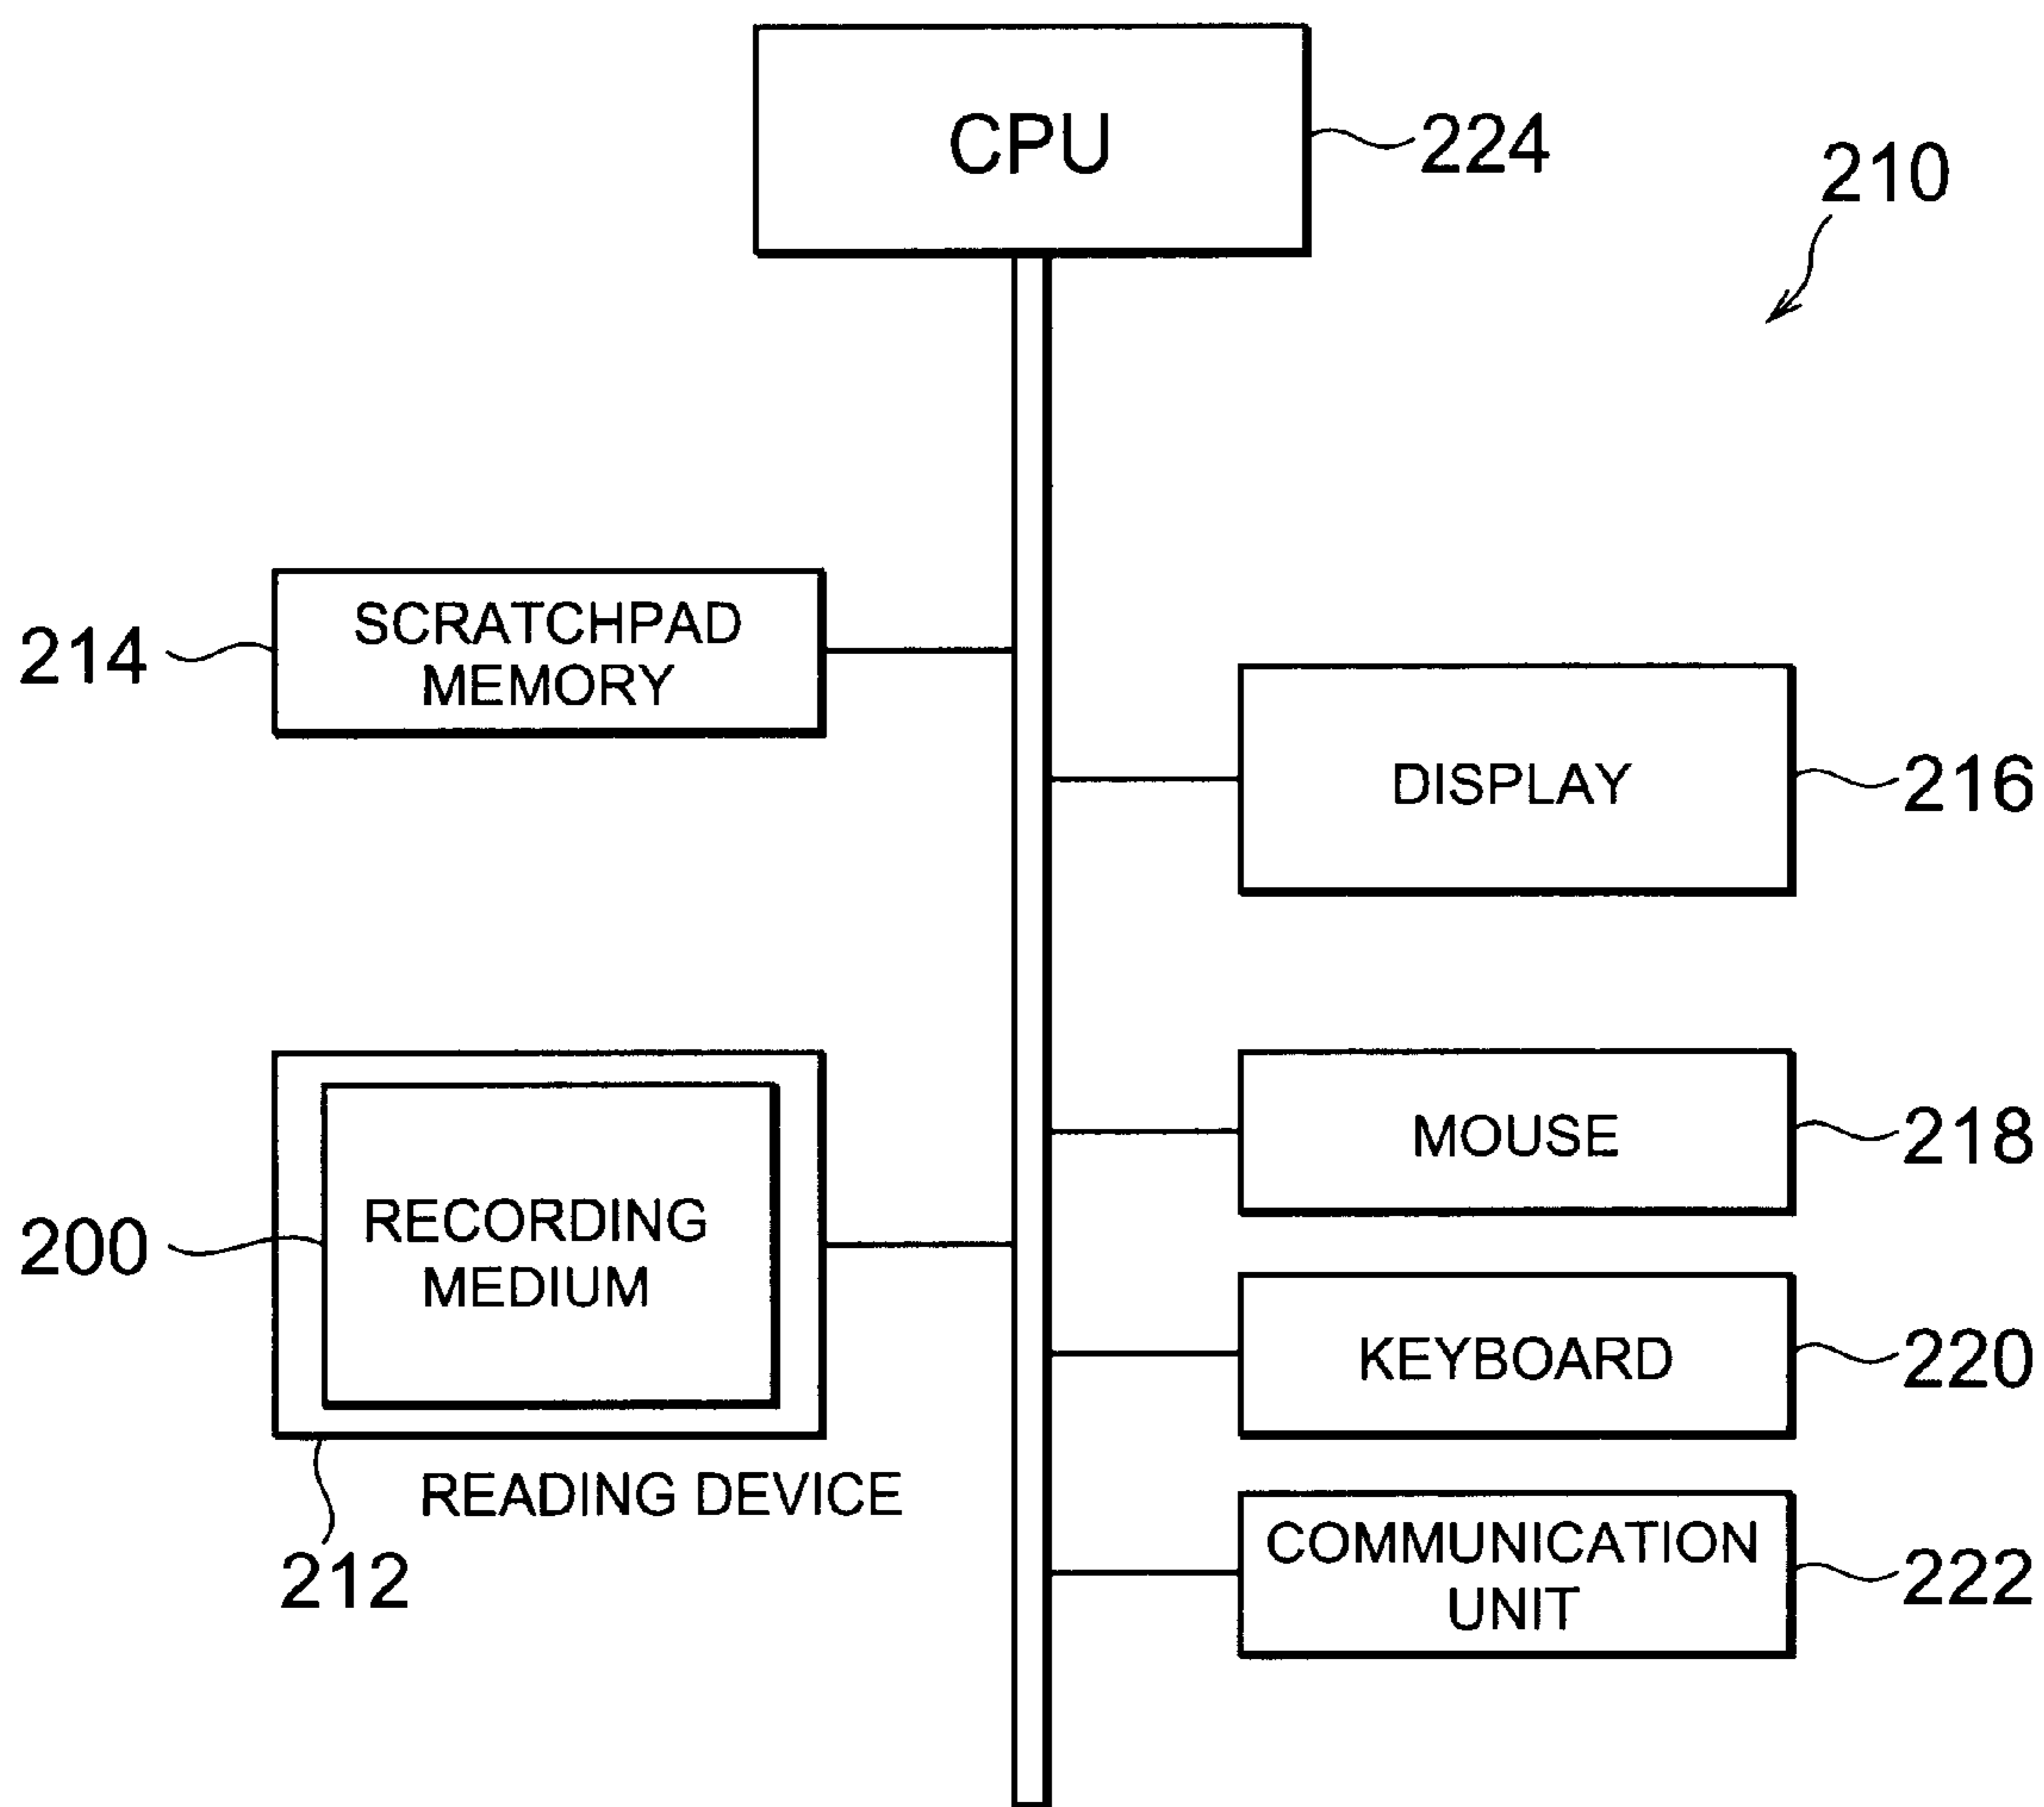 CPU
224
210
214
SCRATCHPAD
MEMORY
DISPLAY
216
MOUSE
218
200
RECORDING
MEDIUM
KEYBOARD
220
READING DEVICE
212
COMMUNICATION
UNIT
222